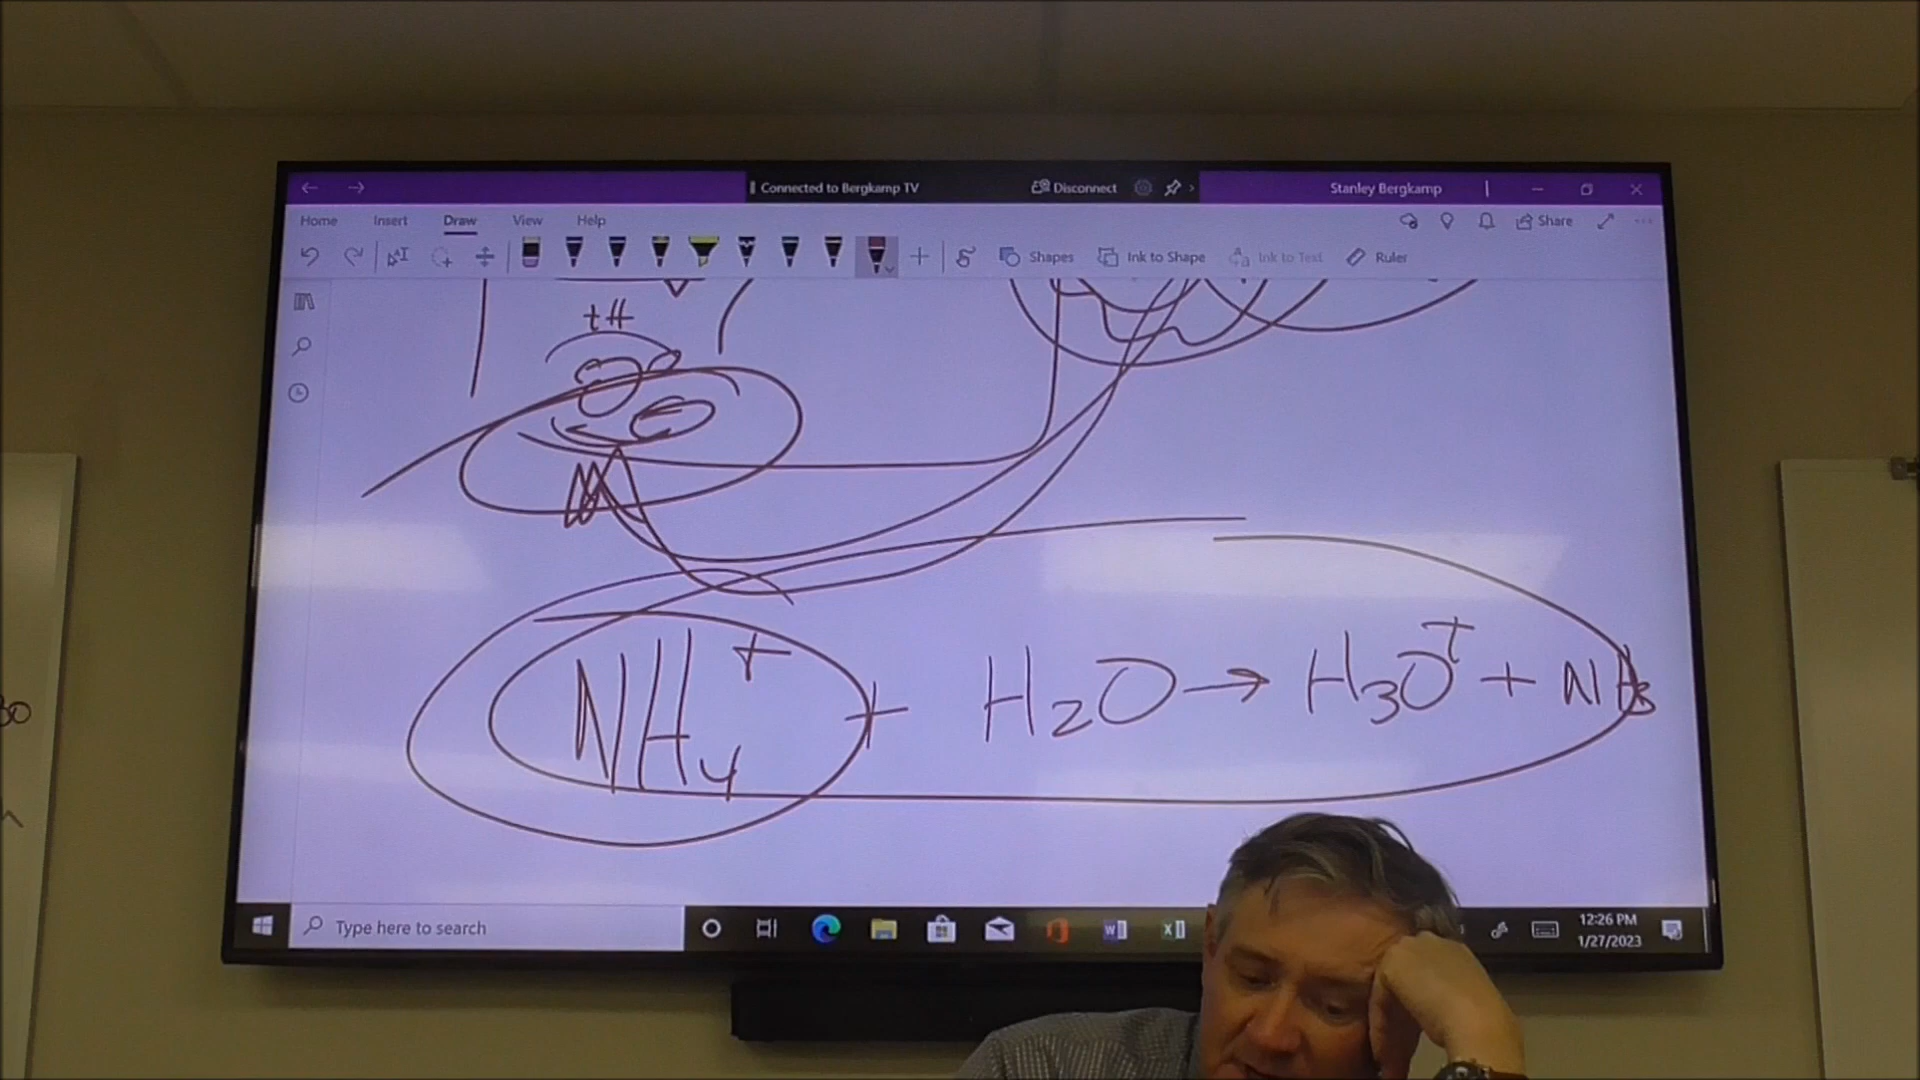 Connected to Bergkamp TV
Disconnect
Stanley Bergkamp
Home Insert Draw View Help
Share
Shapes Ink to Shape Ink to Text Ruler
+H
NH4+ + H2O → H3O+ + NH3
Type here to search
12:26 PM
1/27/2023